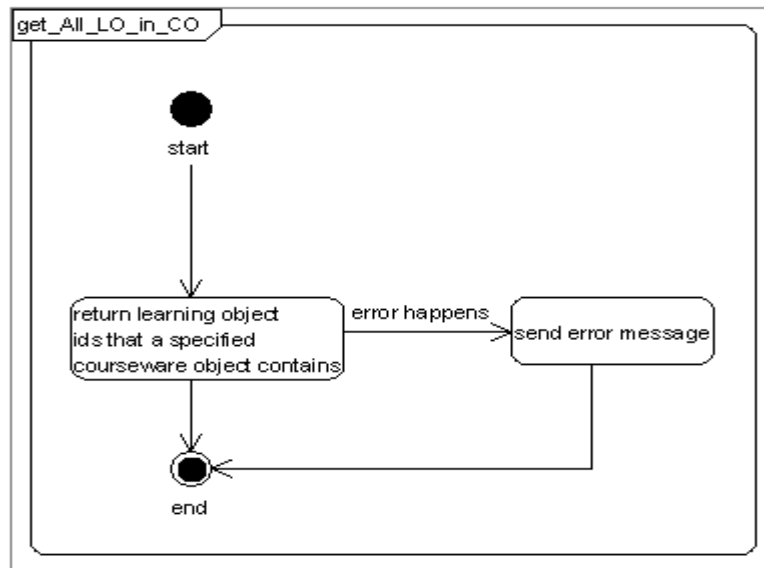 get_All_LO_in_CO
start
return learning object
ids that a specified
courseware object contains
error happens
send error message
end